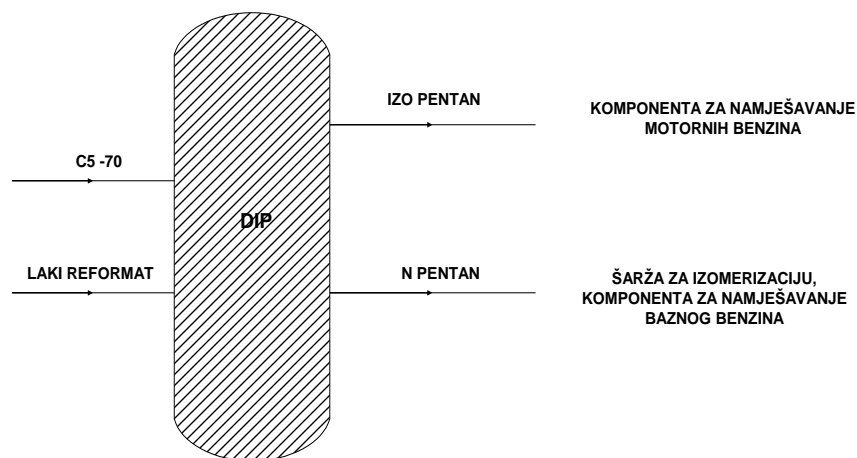 IZO PENTAN
KOMPONENTA ZA NAMJEŠAVANJE
MOTORNIH BENZINA
C5 -70
DIP
LAKI REFORMAT
N PENTAN
ŠARŽA ZA IZOMERIZACIJU,
KOMPONENTA ZA NAMJEŠAVANJE
BAZNOG BENZINA